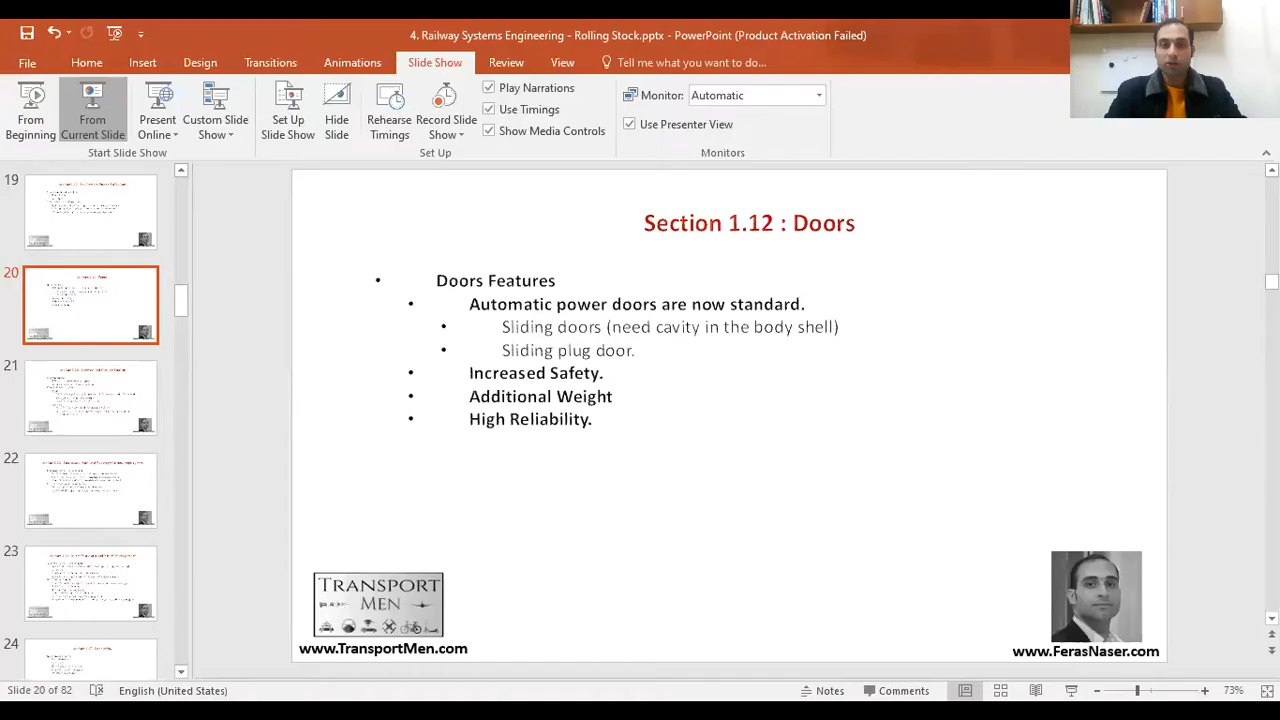 4. Railway Systems Engineering - Rolling Stock.pptx - PowerPoint (Product Activation Failed)
File Home Insert Design Transitions Animations Slide Show Review View Tell me what you want to do...
From Beginning
From Current Slide
Present Online
Custom Slide Show
Start Slide Show
Set Up Slide Show
Hide Slide
Rehearse Timings
Record Slide Show
Play Narrations
Use Timings
Show Media Controls
Set Up
Monitor: Automatic
Use Presenter View
Monitors
19
20
21
22
23
24
Section 1.12 : Doors
• Doors Features
• Automatic power doors are now standard.
• Sliding doors (need cavity in the body shell)
• Sliding plug door.
• Increased Safety.
• Additional Weight
• High Reliability.
TRANSPORT
MEN
www.TransportMen.com
www.FerasNaser.com
Slide 20 of 82 English (United States) Notes Comments 73%